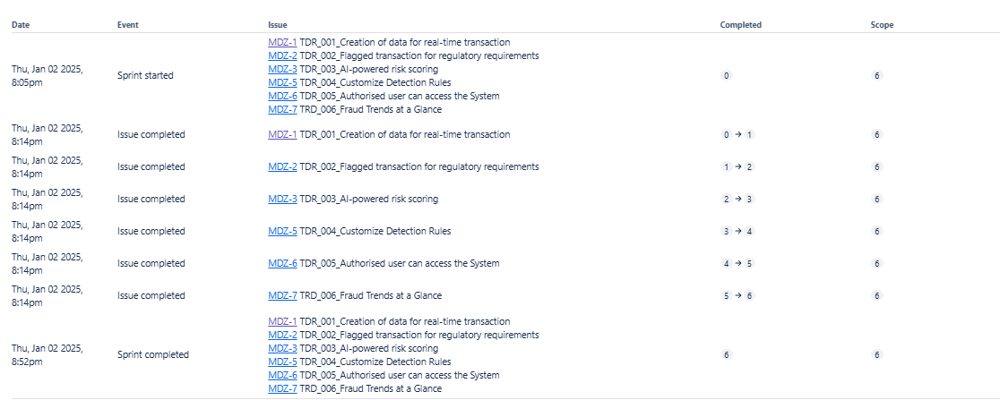 Date Event Issue Completed Scope
MDZ-1 TDR_001_Creation of data for real-time transaction
MDZ-2 TDR_002_Flagged transaction for regulatory requirements
Thu, Jan 02 2025, MDZ-3 TDR_003_AI-powered risk scoring
8:05pm Sprint started 0 6
MDZ-5 TDR_004_Customize Detection Rules
MDZ-6 TDR_005_Authorised user can access the System
MDZ-7 TRD_006_Fraud Trends at a Glance
Thu, Jan 02 2025,
8:14pm Issue completed MDZ-1 TDR_001_Creation of data for real-time transaction 0 → 1 6
Thu, Jan 02 2025,
8:14pm Issue completed MDZ-2 TDR_002_Flagged transaction for regulatory requirements 1 → 2 6
Thu, Jan 02 2025,
8:14pm Issue completed MDZ-3 TDR_003_AI-powered risk scoring 2 → 3 6
Thu, Jan 02 2025,
8:14pm Issue completed MDZ-5 TDR_004_Customize Detection Rules 3 → 4 6
Thu, Jan 02 2025,
8:14pm Issue completed MDZ-6 TDR_005_Authorised user can access the System 4 → 5 6
Thu, Jan 02 2025,
8:14pm Issue completed MDZ-7 TRD_006_Fraud Trends at a Glance 5 → 6 6
MDZ-1 TDR_001_Creation of data for real-time transaction
MDZ-2 TDR_002_Flagged transaction for regulatory requirements
Thu, Jan 02 2025, MDZ-3 TDR_003_AI-powered risk scoring
8:52pm Sprint completed 6 6
MDZ-5 TDR_004_Customize Detection Rules
MDZ-6 TDR_005_Authorised user can access the System
MDZ-7 TRD_006_Fraud Trends at a Glance